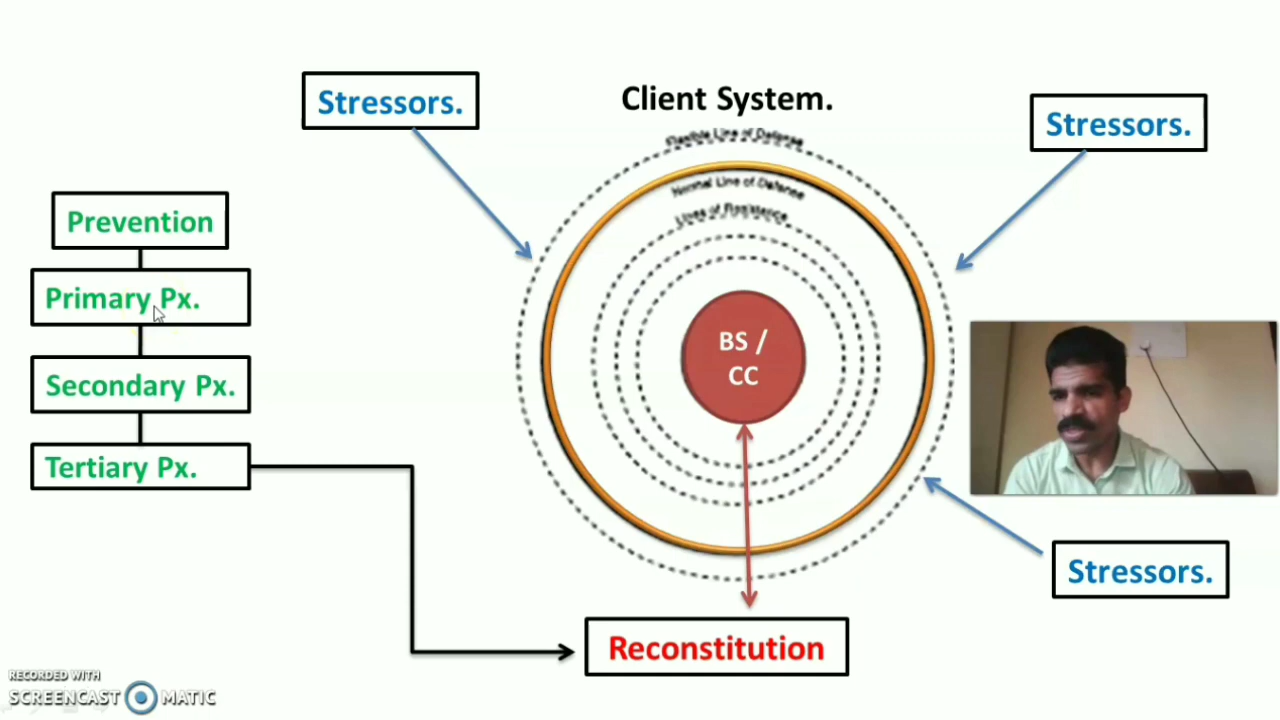 Stressors.
Client System.
Stressors.
Flexible Line of Defense
Normal Line of Defense
Lines of Resistance
Prevention
Primary Px.
Secondary Px.
Tertiary Px.
BS /
CC
Stressors.
Reconstitution
RECORDED WITH
SCREENCAST MATIC